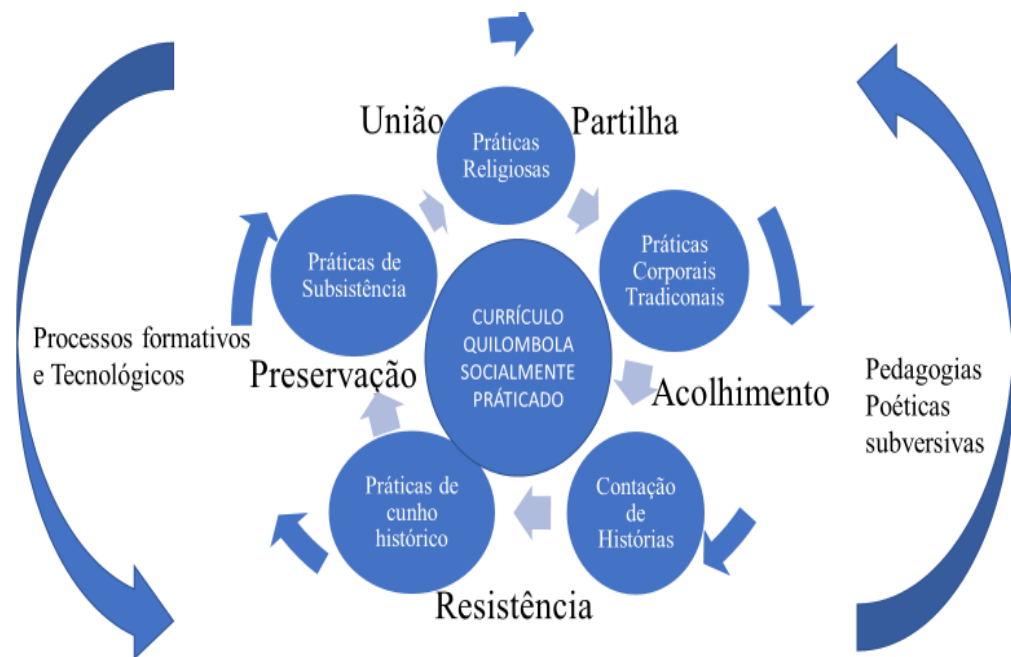 União
Partilha
Práticas
Religiosas
Práticas de
Subsistência
Práticas
Corporais
Tradiconais
CURRÍCULO
QUILOMBOLA
SOCIALMENTE
PRÁTICADO
Processos formativos
e Tecnológicos
Preservação
Acolhimento
Pedagogias
Poéticas
subversivas
Práticas de
cunho
histórico
Contação
de
Histórias
Resistência